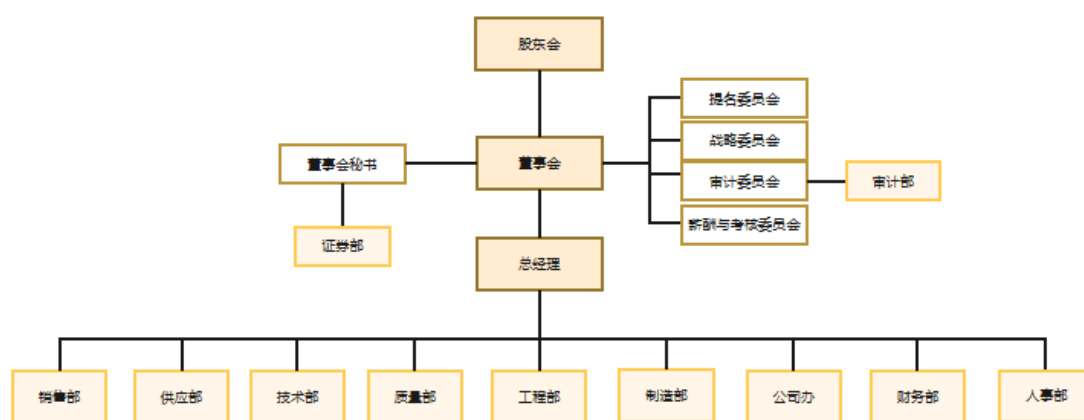 股东会
提名委员会
战略委员会
董事会秘书
董事会
审计委员会
审计部
薪酬与考核委员会
证券部
总经理
销售部
供应部
技术部
质量部
工程部
制造部
公司办
财务部
人事部